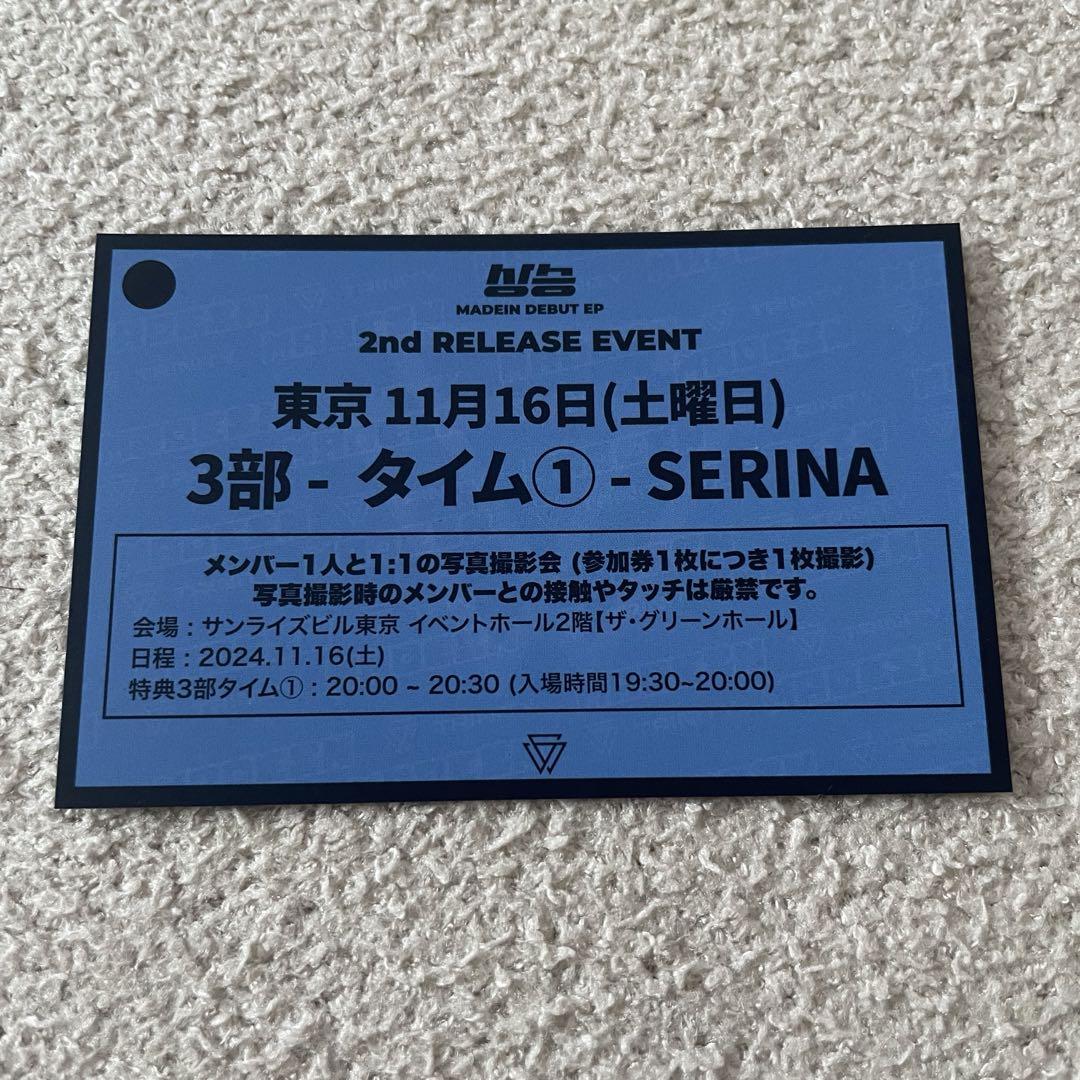 상승
MADEIN DEBUT EP
2nd RELEASE EVENT
東京 11月16日(土曜日)
3部 - タイム① - SERINA
メンバー1人と1:1の写真撮影会 (参加券1枚につき1枚撮影)
写真撮影時のメンバーとの接触やタッチは厳禁です。
会場 : サンライズビル東京 イベントホール2階【ザ・グリーンホール】
日程 : 2024.11.16(土)
特典3部タイム① : 20:00 ~ 20:30 (入場時間19:30~20:00)